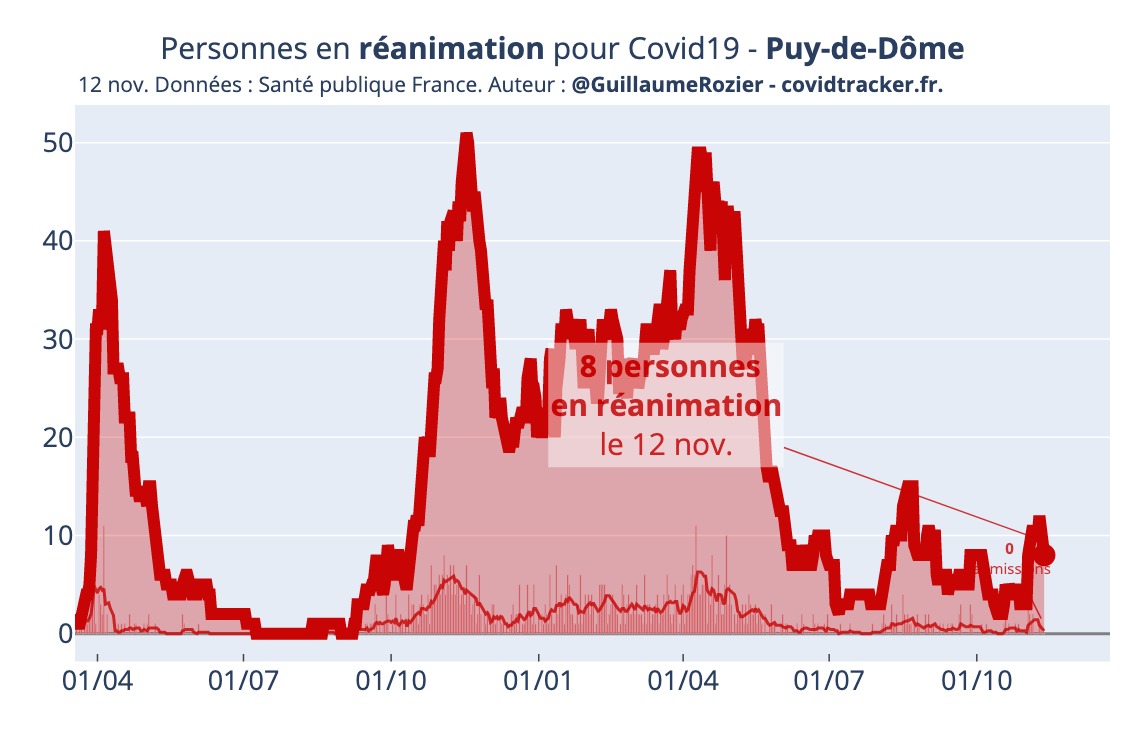 Personnes en réanimation pour Covid19 - Puy-de-Dôme
12 nov. Données : Santé publique France. Auteur : @GuillaumeRozier - covidtracker.fr.
50
40
30
20
10
0
8 personnes
en réanimation
le 12 nov.
0
01/04
01/07
01/10
01/01
01/04
01/07
01/10